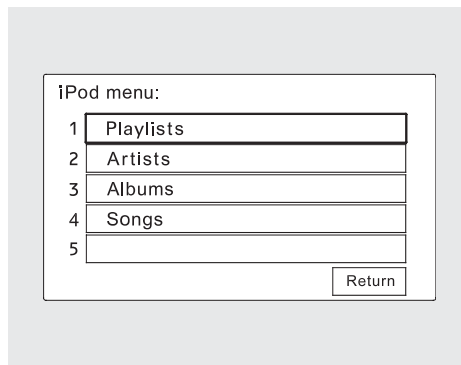 iPod menu:
1 Playlists
2 Artists
3 Albums
4 Songs
5
Return